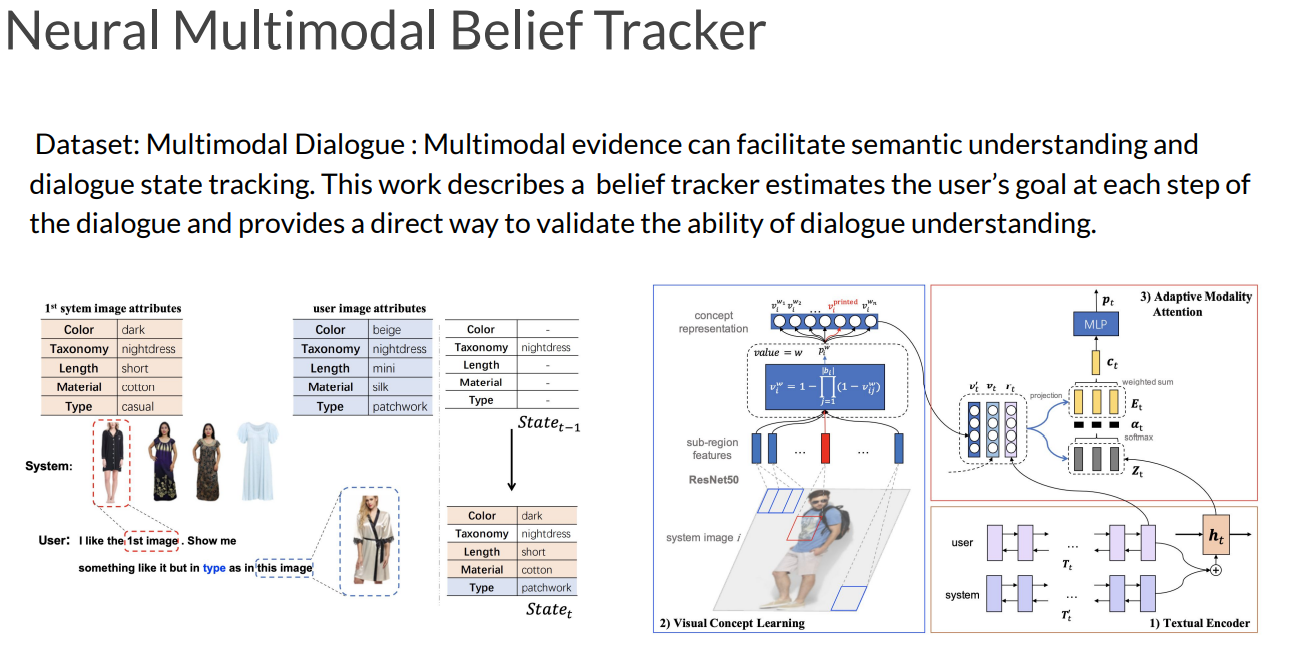 Neural Multimodal Belief Tracker
Dataset: Multimodal Dialogue : Multimodal evidence can facilitate semantic understanding and
dialogue state tracking. This work describes a belief tracker estimates the user's goal at each step of
the dialogue and provides a direct way to validate the ability of dialogue understanding.
1st sytem image attributes
Color dark
Taxonomy nightdress
Length short
Material cotton
Type casual
user image attributes
Color beige
Taxonomy nightdress
Length mini
Material silk
Type patchwork
Color -
Taxonomy nightdress
Length -
Material -
Type -
State_{t-1}
System:
User: I like the 1st image . Show me
something like it but in type as in this image
Color dark
Taxonomy nightdress
Length short
Material cotton
Type patchwork
State_t
concept
representation
v_i^{w_1} v_i^{w_2} ... v_i^{printed} v_i^{w_n}
value = w p_i^w
v_i^w = 1 - ∏_{j=1}^{|b_i|} (1 - v_{ij}^w)
sub-region
features
... ...
ResNet50
system image i
2) Visual Concept Learning
3) Adaptive Modality
Attention
p_t
MLP
c_t
weighted sum
v'_t v_t r_t
projection
E_t
α_t
softmax
Z_t
user
... T_t
h_t
+
system
... T'_t
1) Textual Encoder